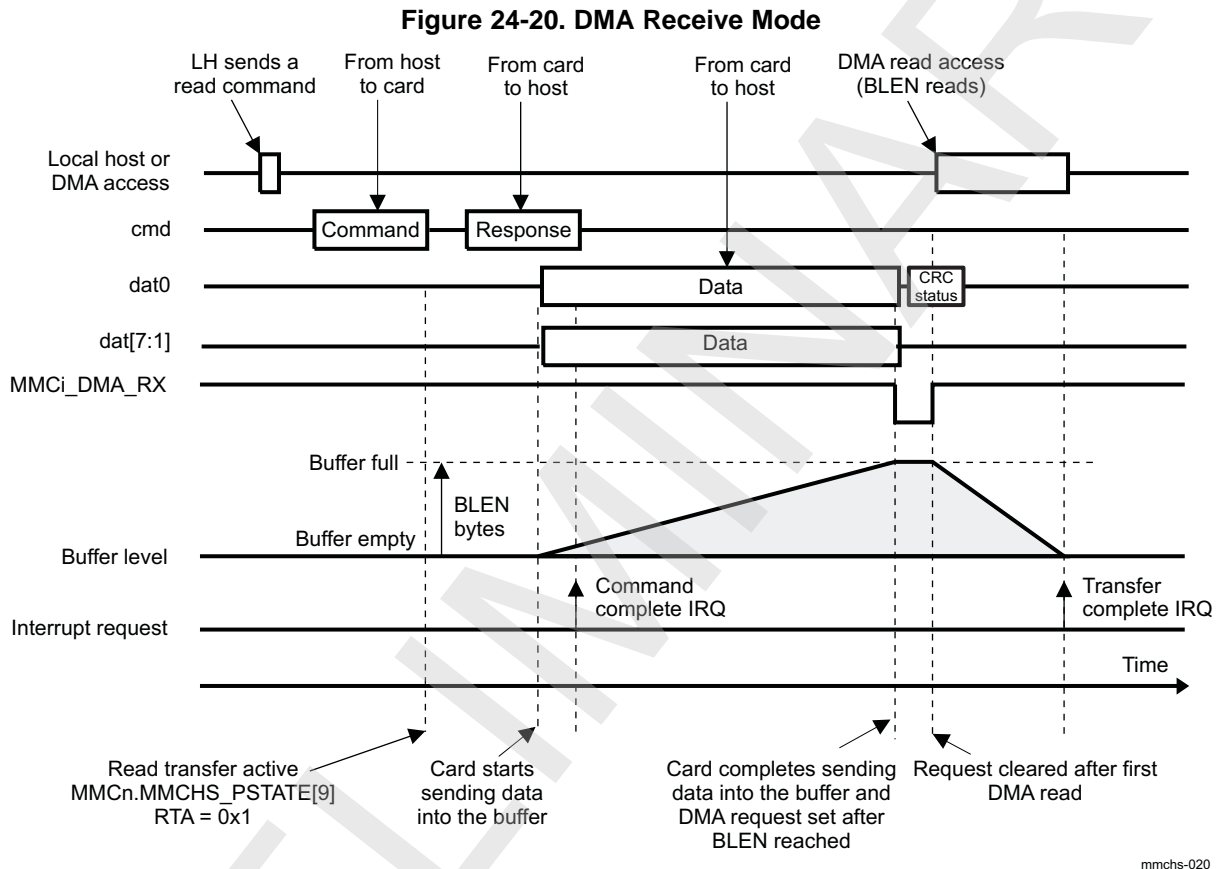 Figure 24-20. DMA Receive Mode
LH sends a
read command
From host
to card
From card
to host
From card
to host
DMA read access
(BLEN reads)
Local host or
DMA access
cmd
Command
Response
dat0
Data
CRC
status
dat[7:1]
Data
MMCi_DMA_RX
Buffer full
BLEN
bytes
Buffer empty
Buffer level
Command
complete IRQ
Transfer
complete IRQ
Interrupt request
Time
Read transfer active
MMCn.MMCHS_PSTATE[9]
RTA = 0x1
Card starts
sending data
into the buffer
Card completes sending
data into the buffer and
DMA request set after
BLEN reached
Request cleared after first
DMA read
mmchs-020
ELIMINAR